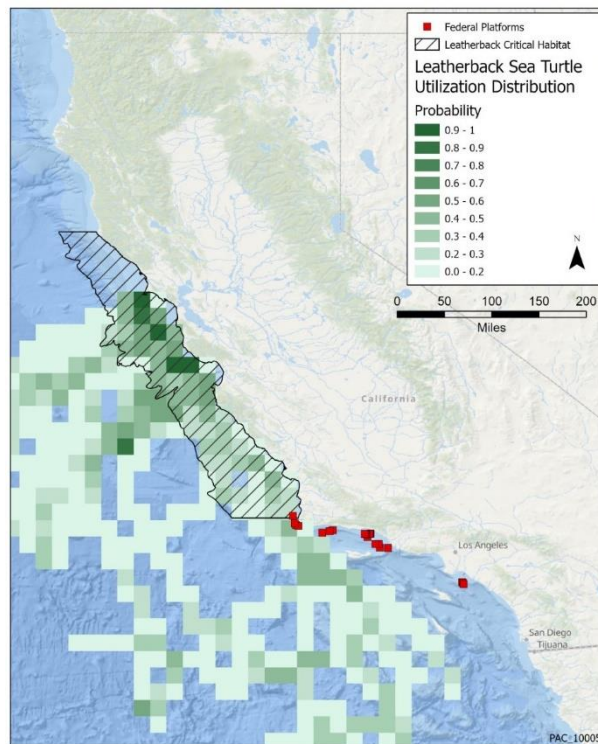 Federal Platforms
Leatherback Critical Habitat
Leatherback Sea Turtle
Utilization Distribution
Probability
0.9 - 1
0.8 - 0.9
0.7 - 0.8
0.6 - 0.7
0.5 - 0.6
0.4 - 0.5
0.3 - 0.4
0.2 - 0.3
0.0 - 0.2
N
0 50 100 150 200
Miles
California
Los Angeles
San Diego
Tijuana
PAC_10005